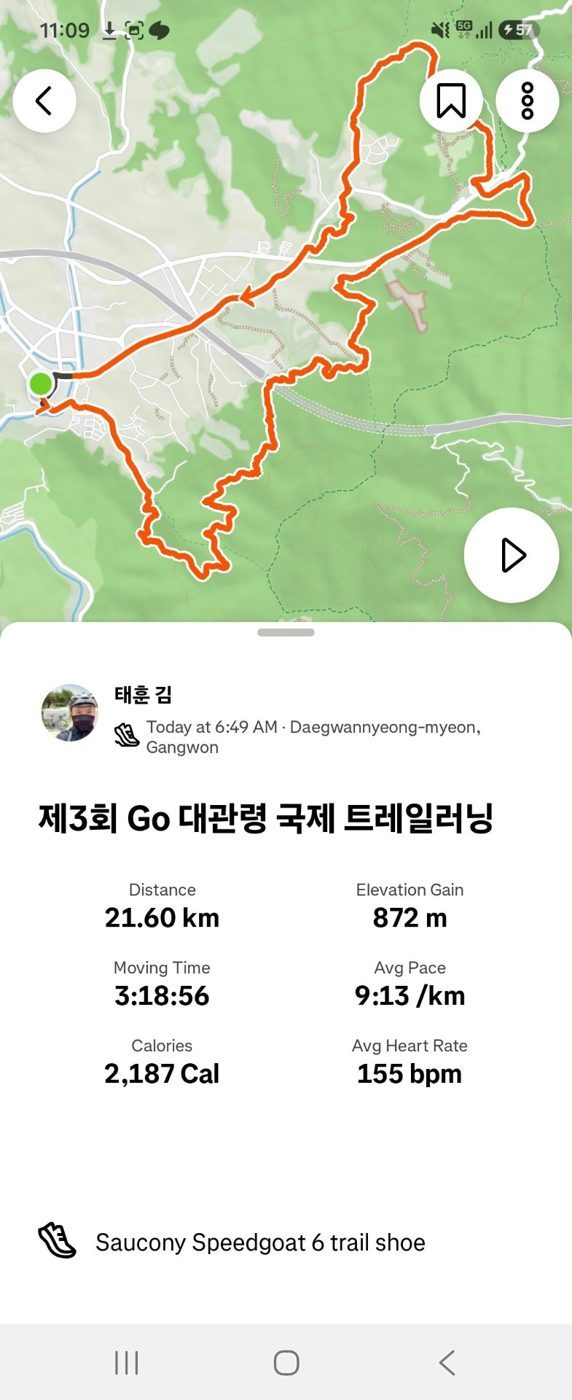 11:09
5G
57
태훈 김
Today at 6:49 AM · Daegwannyeong-myeon,
Gangwon
제3회 Go 대관령 국제 트레일러닝
Distance
21.60 km
Elevation Gain
872 m
Moving Time
3:18:56
Avg Pace
9:13 /km
Calories
2,187 Cal
Avg Heart Rate
155 bpm
Saucony Speedgoat 6 trail shoe